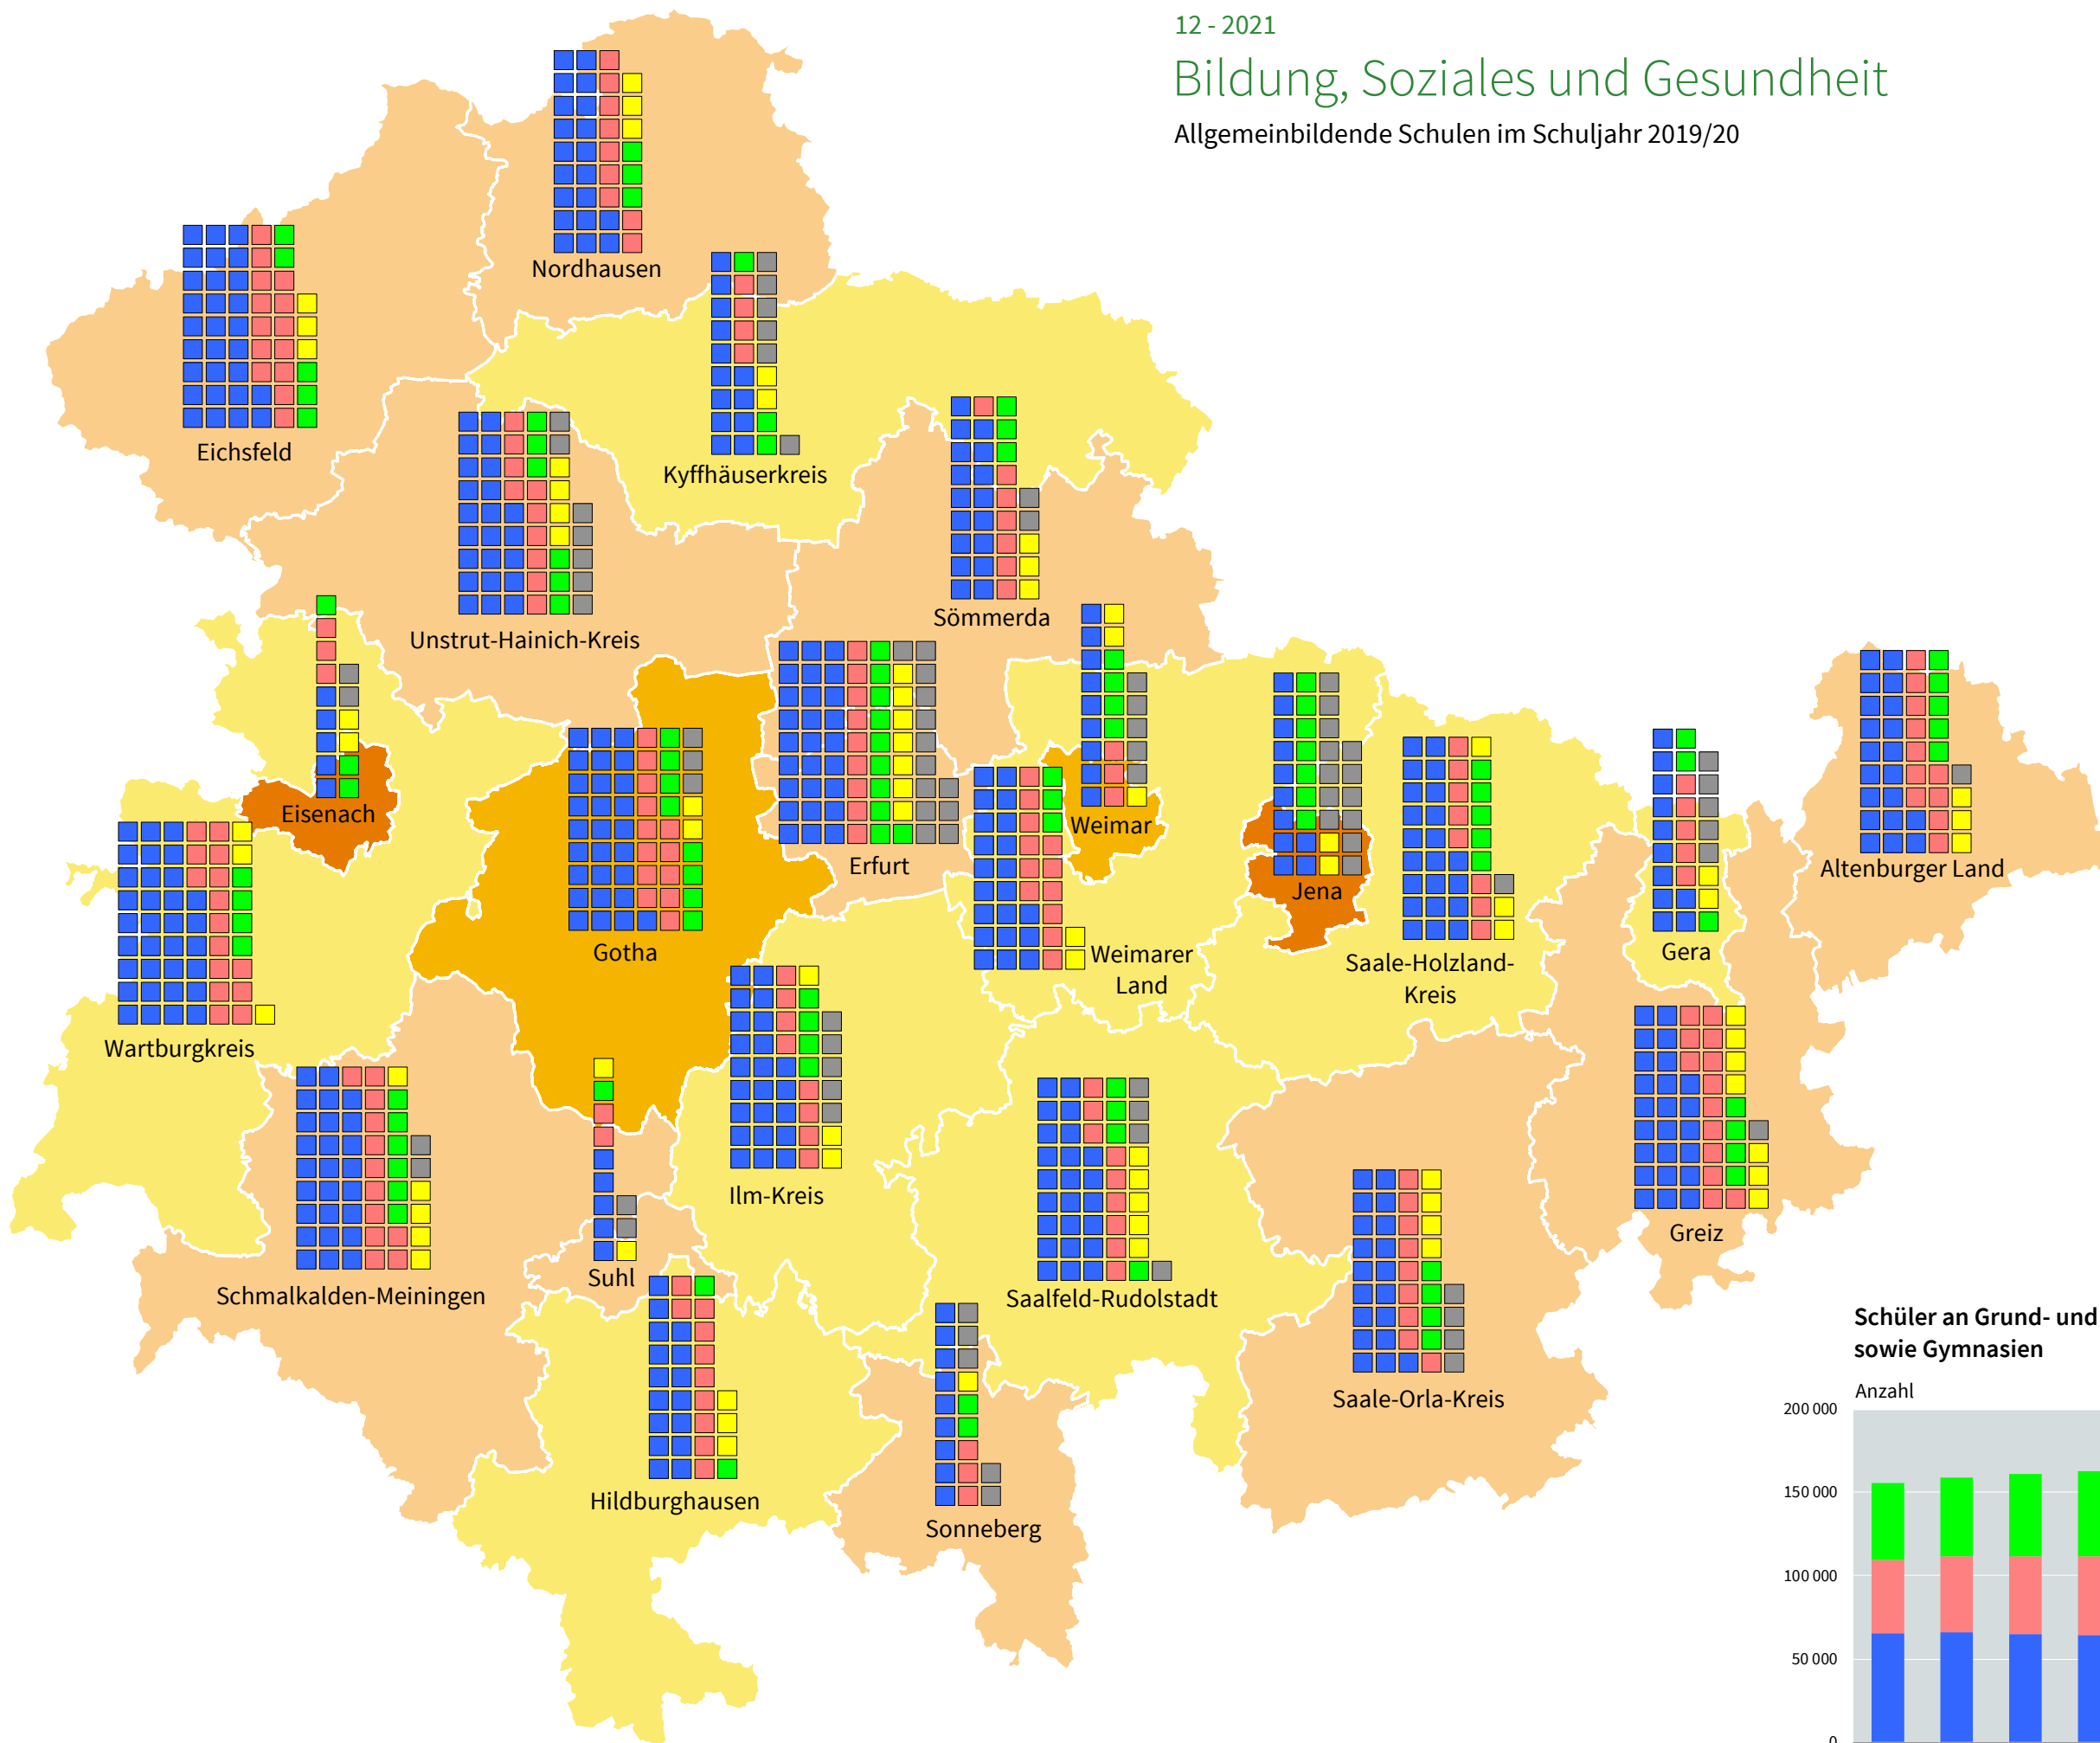 12 - 2021
Bildung, Soziales und Gesundheit
Allgemeinbildende Schulen im Schuljahr 2019/20
Nordhausen
Eichsfeld
Kyffhäuserkreis
Unstrut-Hainich-Kreis
Sömmerda
Eisenach
Weimar
Erfurt
Altenburger Land
Jena
Gotha
Weimarer
Land
Saale-Holzland-
Kreis
Gera
Wartburgkreis
Ilm-Kreis
Greiz
Suhl
Schmalkalden-Meiningen
Saalfeld-Rudolstadt
Saale-Orla-Kreis
Hildburghausen
Sonneberg
Schüler an Grund- und
sowie Gymnasien
Anzahl
200 000
150 000
100 000
50 000
0